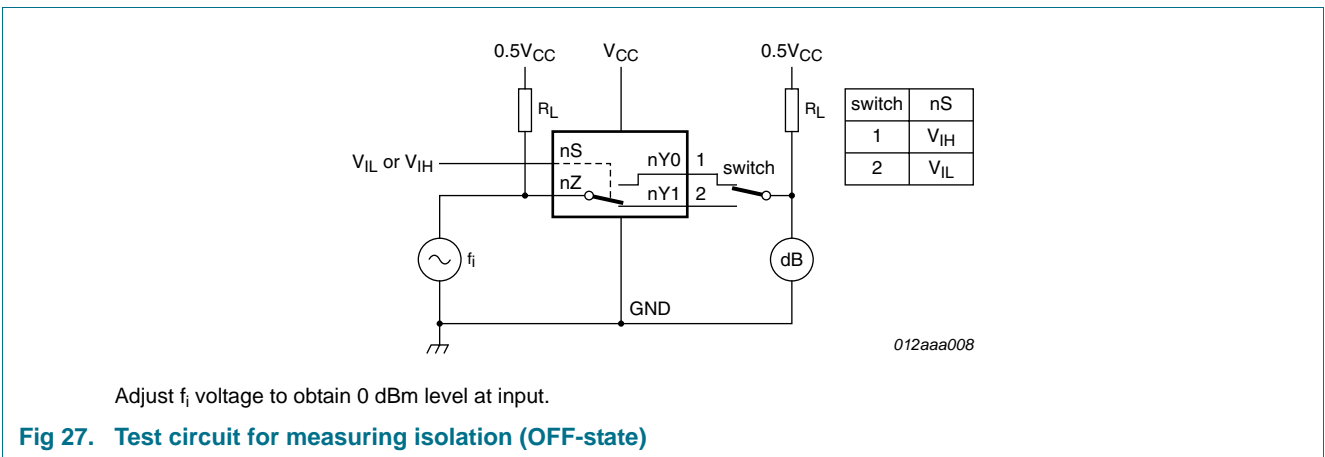 0.5VCC VCC 0.5VCC
RL RL
switch nS
1 VIH
2 VIL
VIL or VIH
nS nY0 1 switch
nZ nY1 2
fi dB
GND
012aaa008
Adjust fi voltage to obtain 0 dBm level at input.
Fig 27. Test circuit for measuring isolation (OFF-state)